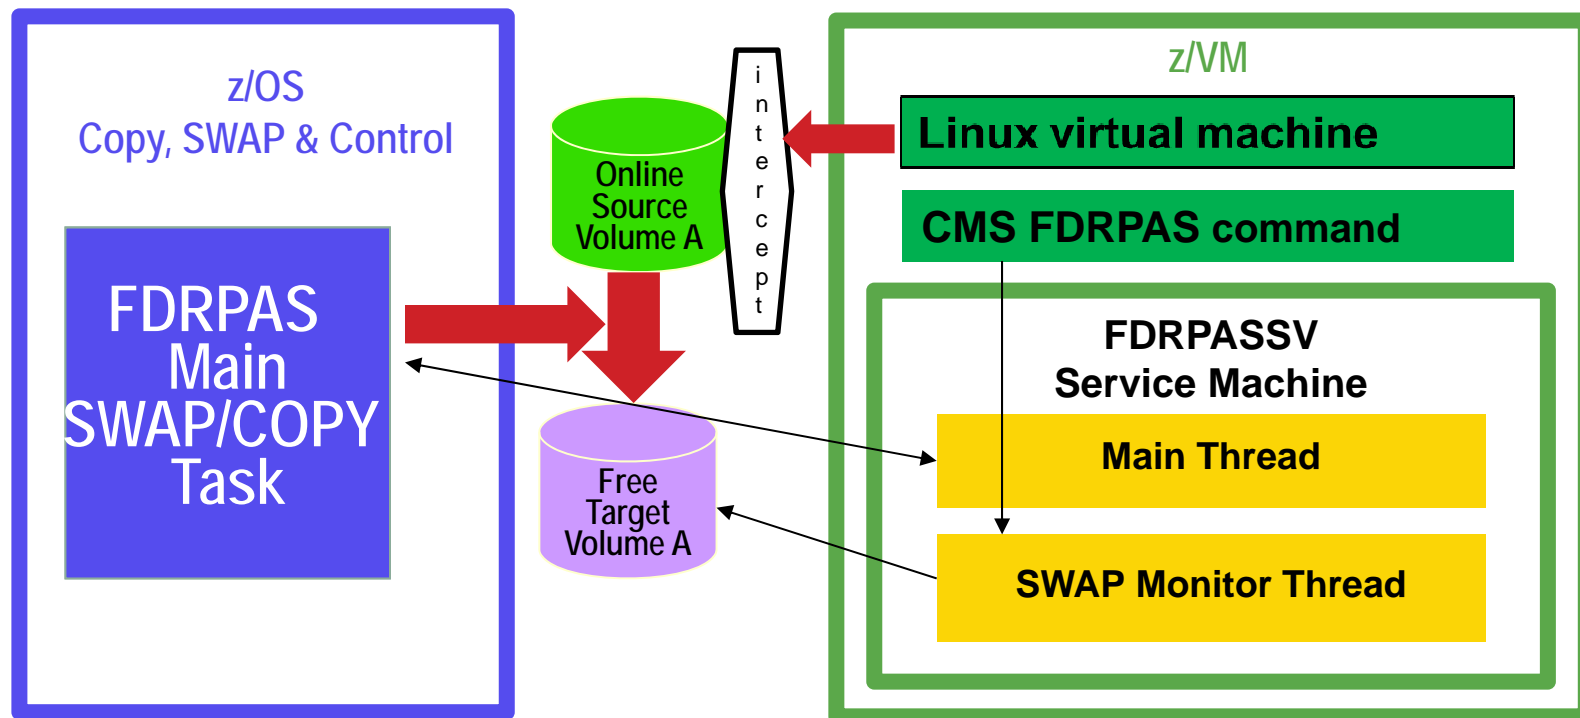 z/OS
Copy, SWAP & Control
FDRPAS
Main
SWAP/COPY
Task
Online
Source
Volume A
intercept
Free
Target
Volume A
z/VM
Linux virtual machine
CMS FDRPAS command
FDRPASSV
Service Machine
Main Thread
SWAP Monitor Thread